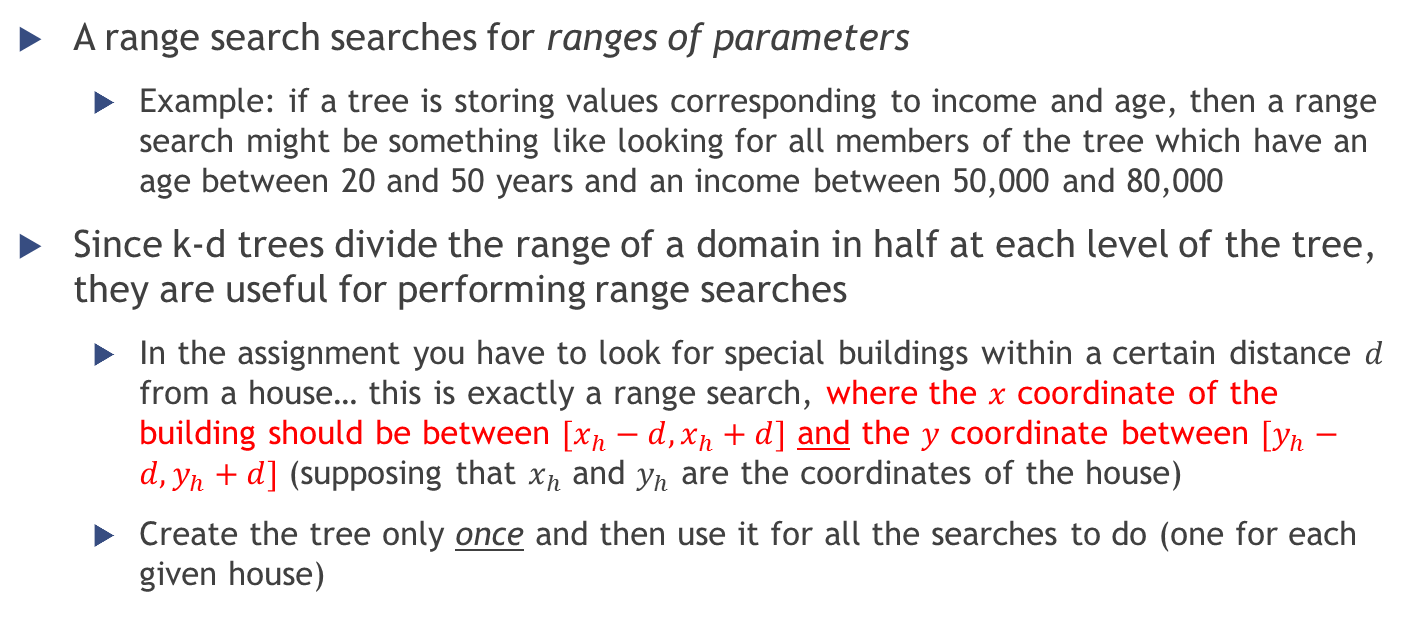 A range search searches for ranges of parameters
Example: if a tree is storing values corresponding to income and age, then a range
search might be something like looking for all members of the tree which have an
age between 20 and 50 years and an income between 50,000 and 80,000
Since k-d trees divide the range of a domain in half at each level of the tree,
they are useful for performing range searches
In the assignment you have to look for special buildings within a certain distance d
from a house… this is exactly a range search, where the x coordinate of the
building should be between [xₕ − d, xₕ + d] and the y coordinate between [yₕ −
d, yₕ + d] (supposing that xₕ and yₕ are the coordinates of the house)
Create the tree only once and then use it for all the searches to do (one for each
given house)